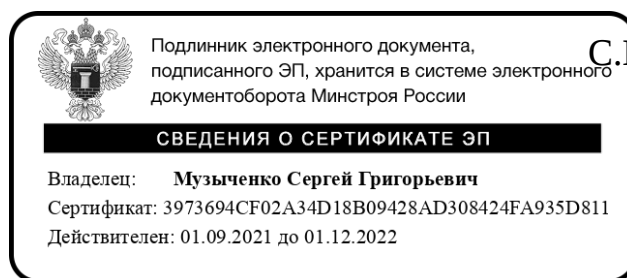 Подлинник электронного документа,
подписанного ЭП, хранится в системе электронного
документоборота Минстроя России
СВЕДЕНИЯ О СЕРТИФИКАТЕ ЭП
Владелец: Музыченко Сергей Григорьевич
Сертификат: 3973694CF02A34D18B09428AD308424FA935D811
Действителен: 01.09.2021 до 01.12.2022